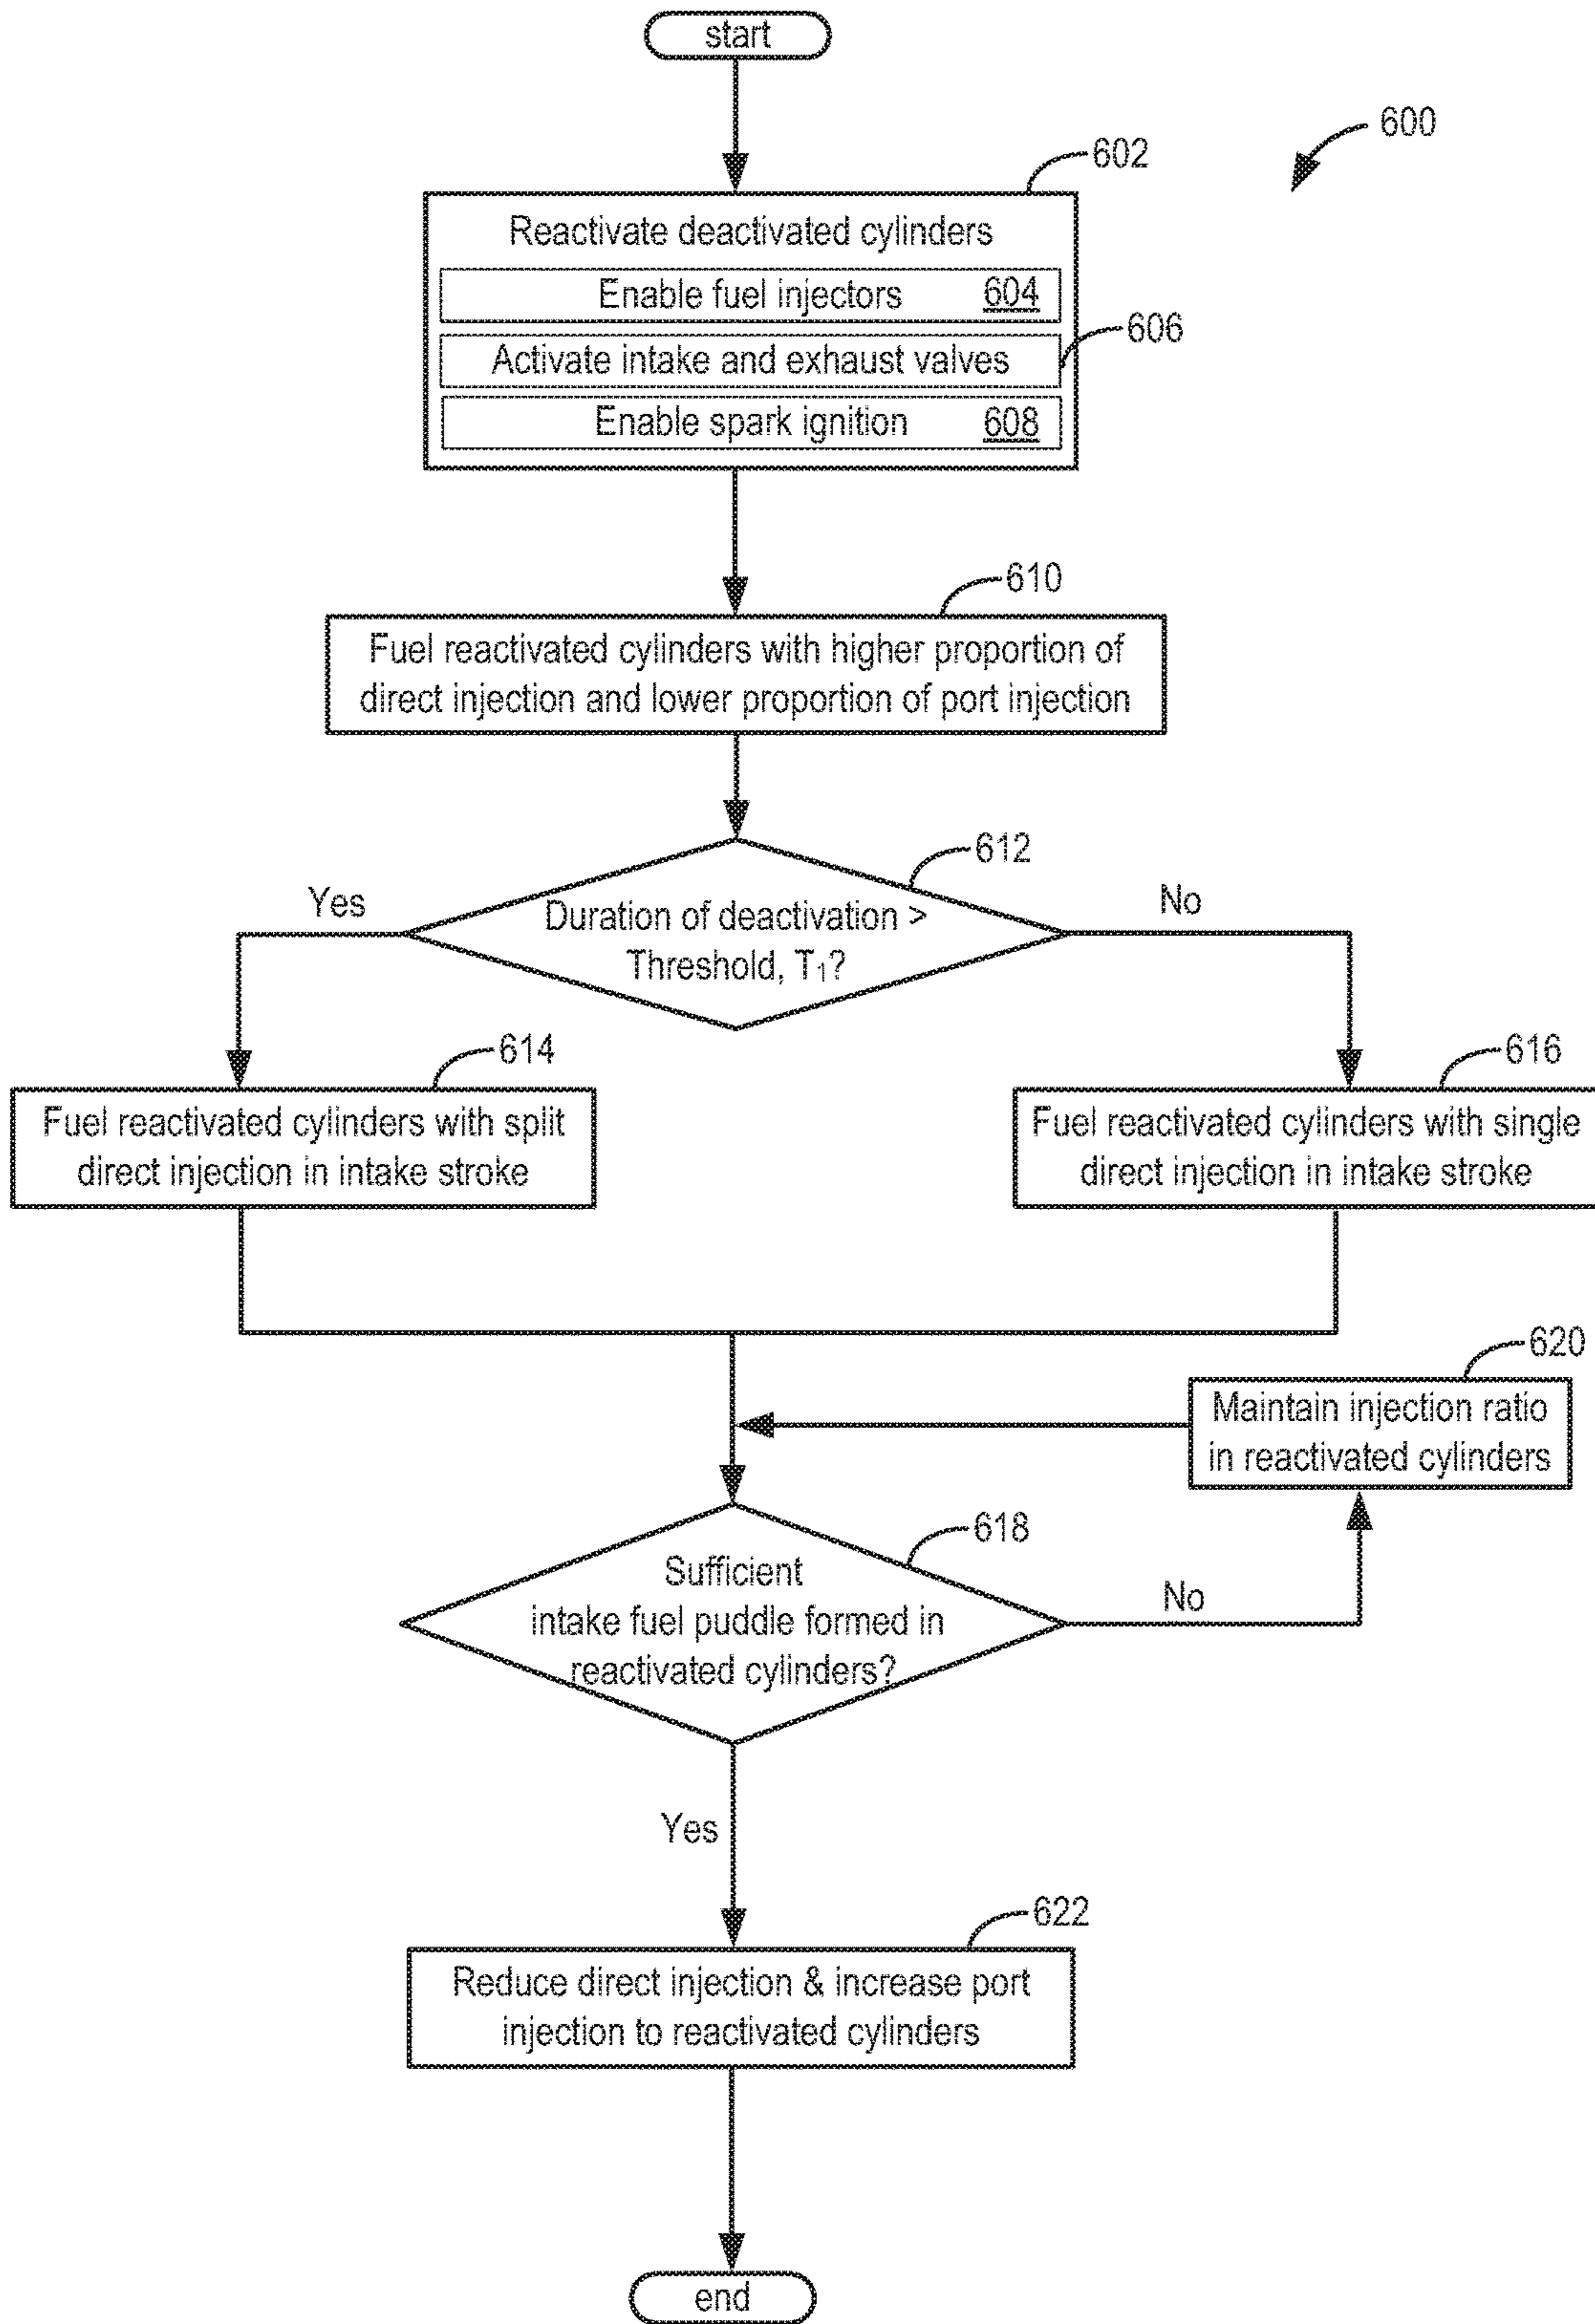 start
600
602
Reactivate deactivated cylinders
Enable fuel injectors 604
606
Activate intake and exhaust valves
Enable spark ignition 608
610
Fuel reactivated cylinders with higher proportion of
direct injection and lower proportion of port injection
612
Yes
No
Duration of deactivation >
Threshold, T₁?
614
616
Fuel reactivated cylinders with split
direct injection in intake stroke
Fuel reactivated cylinders with single
direct injection in intake stroke
620
Maintain injection ratio
in reactivated cylinders
618
Sufficient
intake fuel puddle formed in
reactivated cylinders?
No
Yes
622
Reduce direct injection & increase port
injection to reactivated cylinders
end